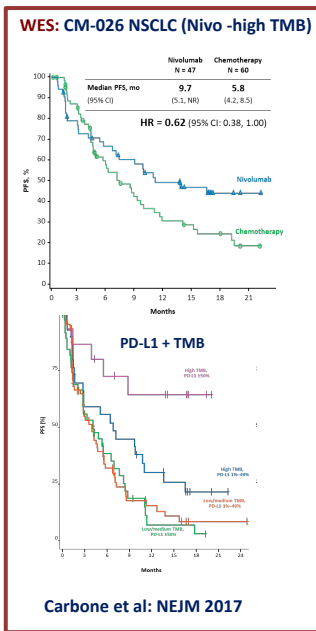 WES: CM-026 NSCLC (Nivo -high TMB)
Nivolumab Chemotherapy
N = 47 N = 60
Median PFS, mo 9.7 5.8
(95% CI) (5.1, NR) (4.2, 8.5)
HR = 0.62 (95% CI: 0.38, 1.00)
PFS, %
100
90
80
70
60
50
40
30
20
10
0
Nivolumab
Chemotherapy
0 3 6 9 12 15 18 21 24
Months
PD-L1 + TMB
PFS (%)
75
50
25
0
High TMB,
PD-L1 ≥50%
High TMB,
PD-L1 1%–49%
Low/medium TMB,
PD-L1 1%–49%
Low/medium TMB,
PD-L1 ≥50%
0 3 6 9 12 15 18 21 24
Months
Carbone et al: NEJM 2017